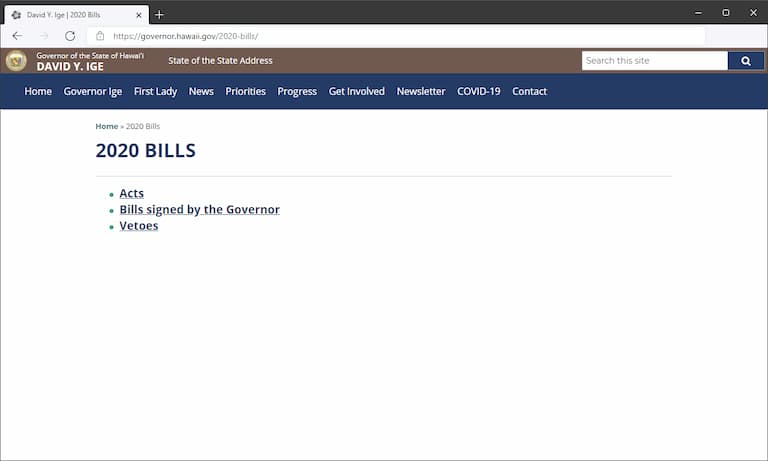 David Y. Ige | 2020 Bills
https://governor.hawaii.gov/2020-bills/
Governor of the State of Hawai'i
DAVID Y. IGE
State of the State Address
Search this site
Home Governor Ige First Lady News Priorities Progress Get Involved Newsletter COVID-19 Contact
Home » 2020 Bills
2020 BILLS
Acts
Bills signed by the Governor
Vetoes